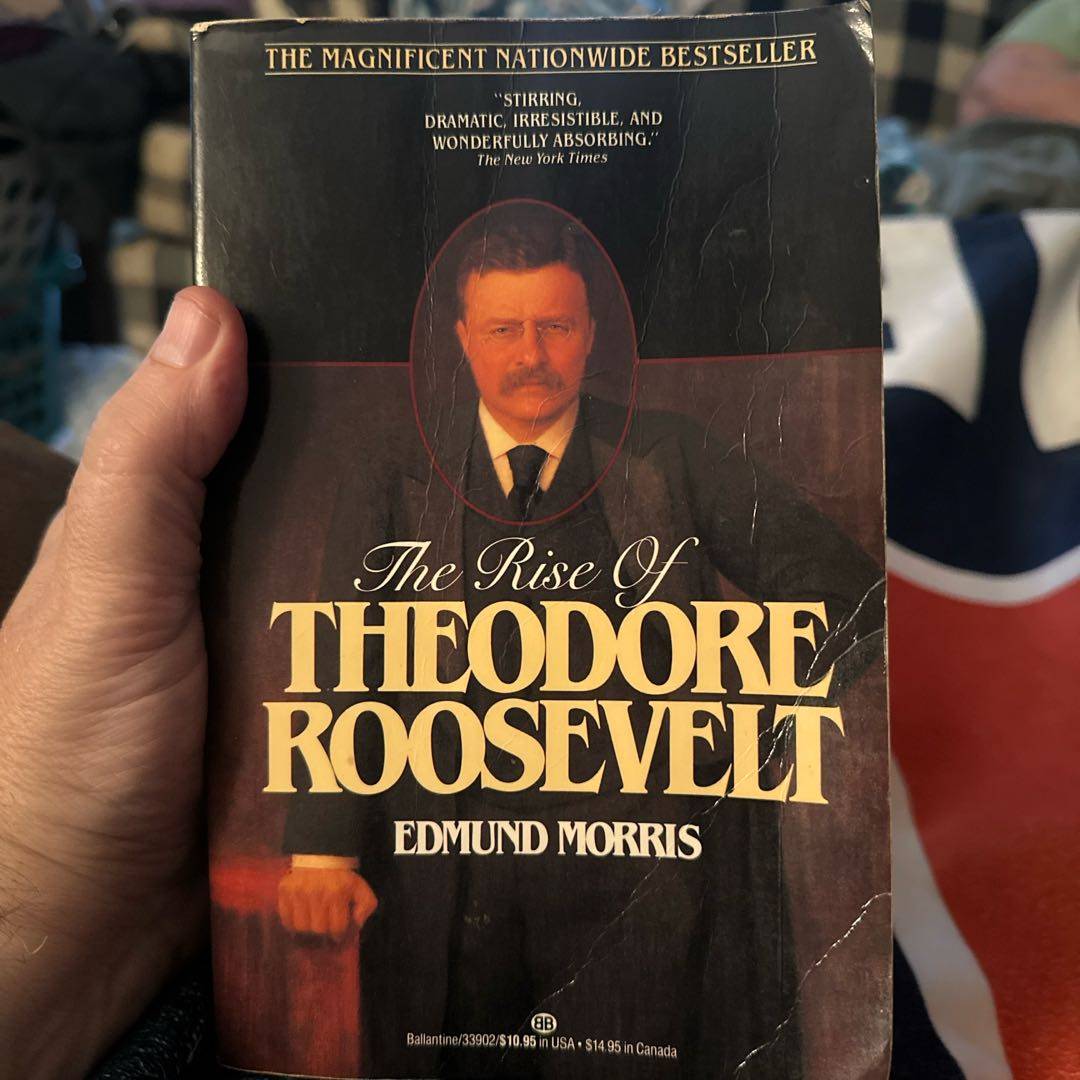 THE MAGNIFICENT NATIONWIDE BESTSELLER
"STIRRING,
DRAMATIC, IRRESISTIBLE, AND
WONDERFULLY ABSORBING."
The New York Times
The Rise Of
THEODORE
ROOSEVELT
EDMUND MORRIS
BB
Ballantine/33902/$10.95 in USA • $14.95 in Canada